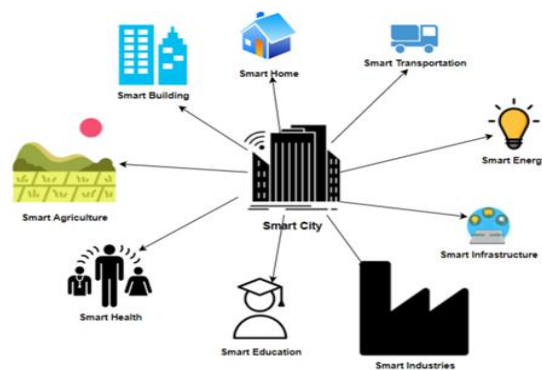 Smart Home
Smart Transportation
Smart Building
Smart Energ
Smart Agriculture
Smart City
Smart Infrastructure
Smart Health
Smart Education
Smart Industries